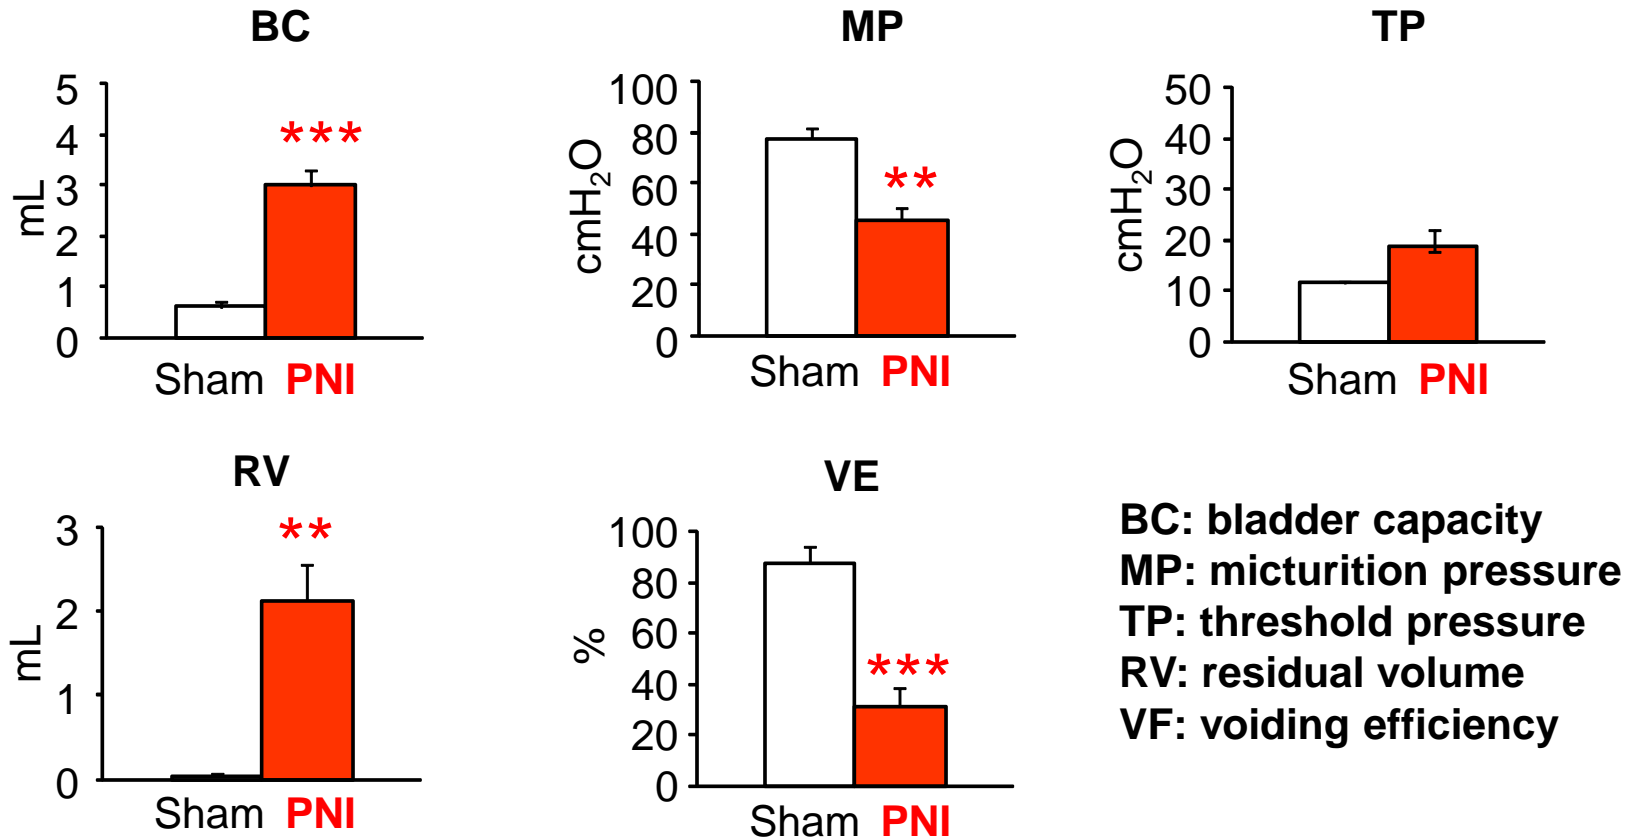 BC
5
4
3
2
1
0
mL
***
Sham PNI
MP
100
80
60
40
20
0
cmH₂O
**
Sham PNI
TP
50
40
30
20
10
0
cmH₂O
Sham PNI
RV
3
2
1
0
mL
**
Sham PNI
VE
100
80
60
40
20
0
%
***
Sham PNI
BC: bladder capacity
MP: micturition pressure
TP: threshold pressure
RV: residual volume
VF: voiding efficiency